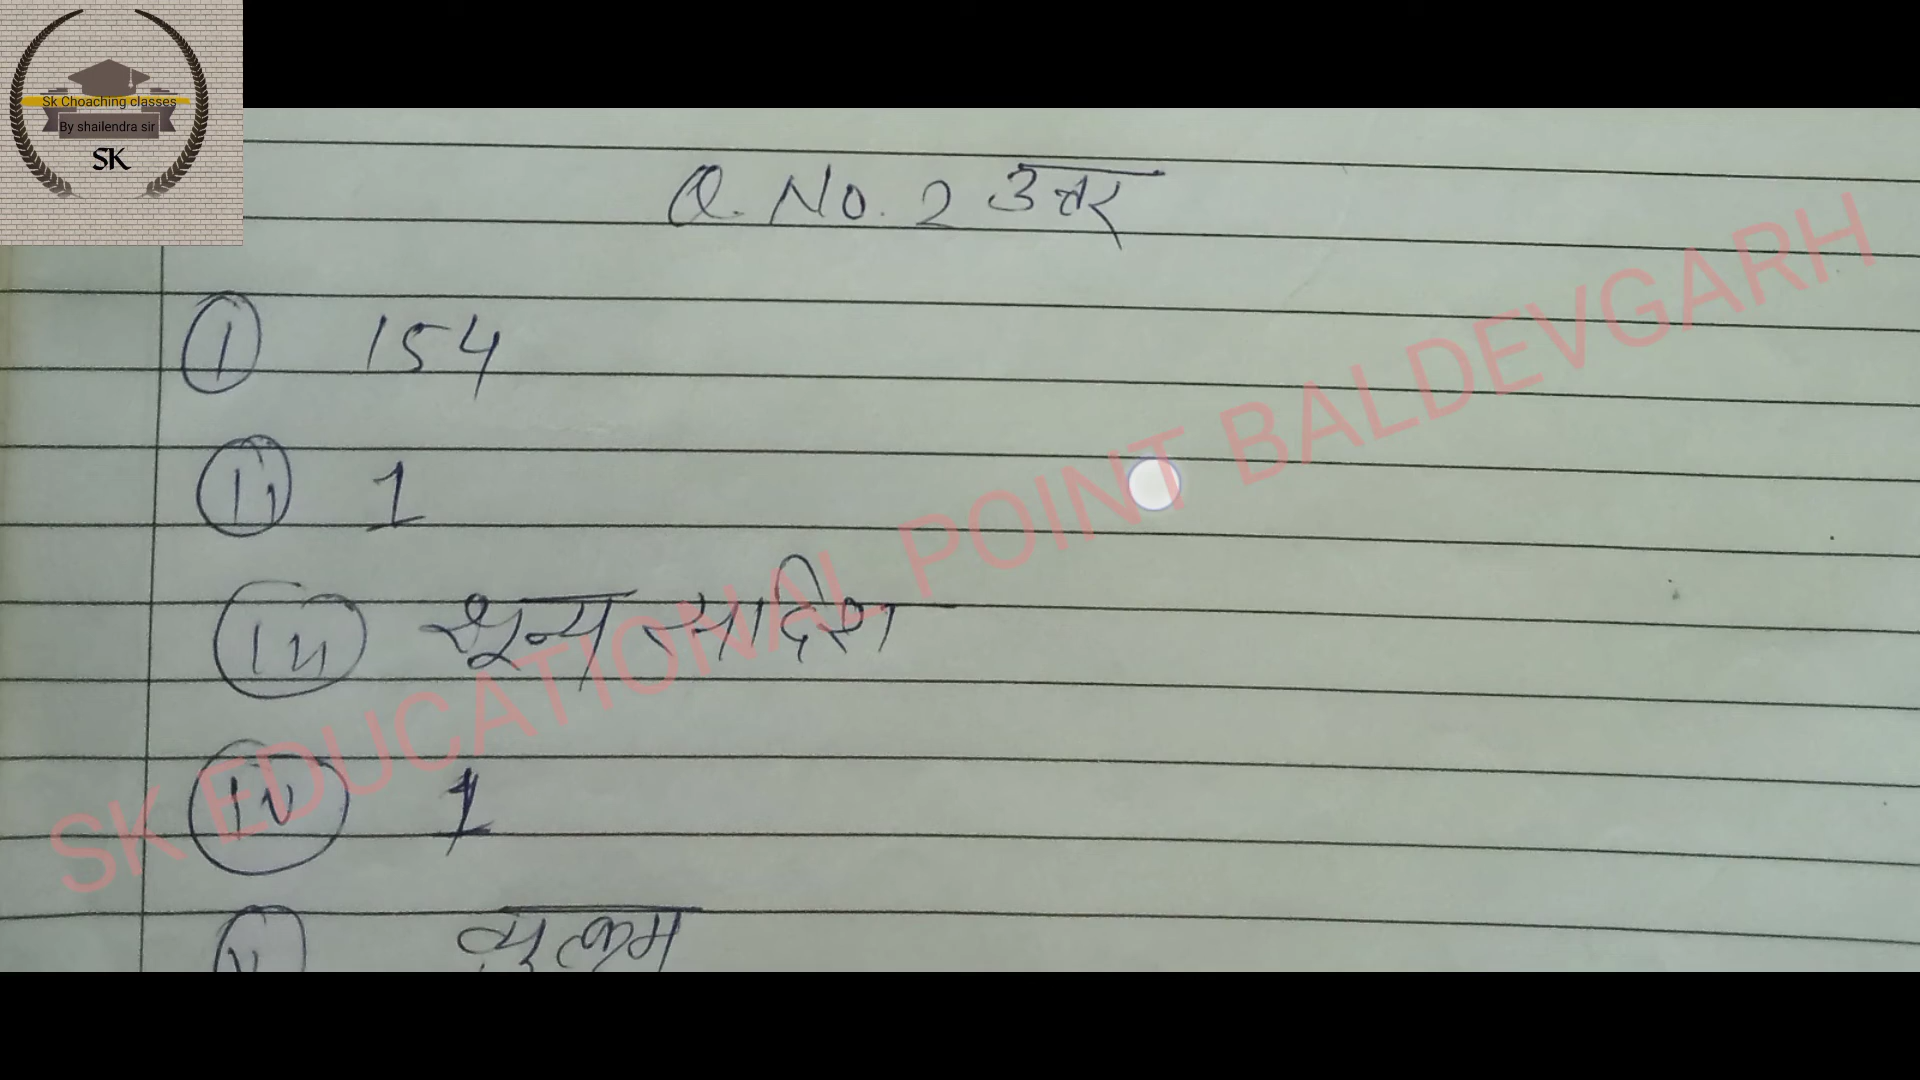 Sk Choaching classes
By shailendra sir
SK
Q. No. 2 उत्तर
(i) 154
(ii) 1
(iii) शून्य सादिश
(iv) 1
(v) व्युत्क्रम
SK EDUCATIONAL POINT BALDEVGARH